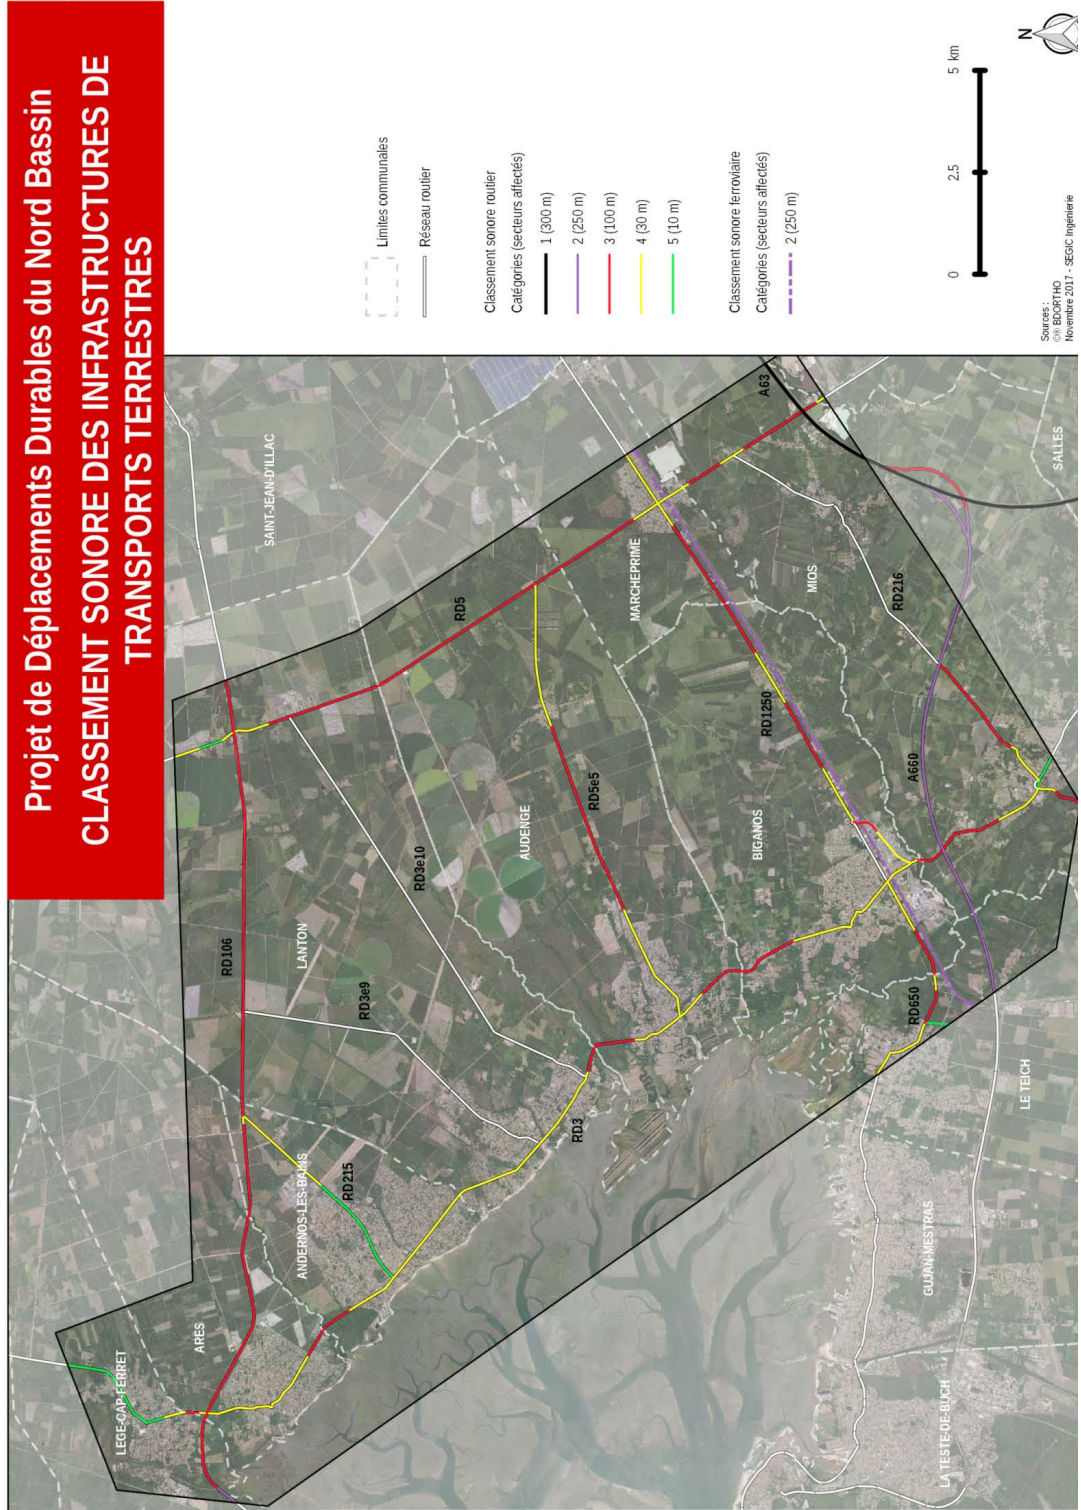 Projet de Déplacements Durables du Nord Bassin
CLASSEMENT SONORE DES INFRASTRUCTURES DE
TRANSPORTS TERRESTRES
Limites communales
Réseau routier
Classement sonore routier
Catégories (secteurs affectés)
1 (300 m)
2 (250 m)
3 (100 m)
4 (30 m)
5 (10 m)
Classement sonore ferroviaire
Catégories (secteurs affectés)
2 (250 m)
0
2.5
5 km
N
Sources :
©® BDORTHO
Novembre 2017 - SEGIC Ingénierie
LEGE-CAP-FERRET
ARES
ANDERNOS-LES-BAINS
RD215
RD106
LANTON
RD3e9
RD3e10
RD3
SAINT-JEAN-D'ILLAC
RD5
AUDENGE
RD5e5
MARCHEPRIME
BIGANOS
RD1250
MIOS
A63
RD216
A660
SALLES
RD650
LE TEICH
GUJAN-MESTRAS
LA TESTE-DE-BUCH